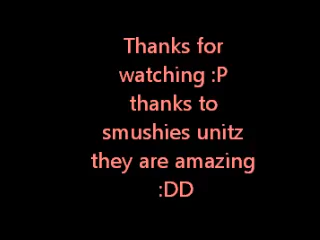 Thanks for
watching :P
thanks to
smushies unitz
they are amazing
:DD